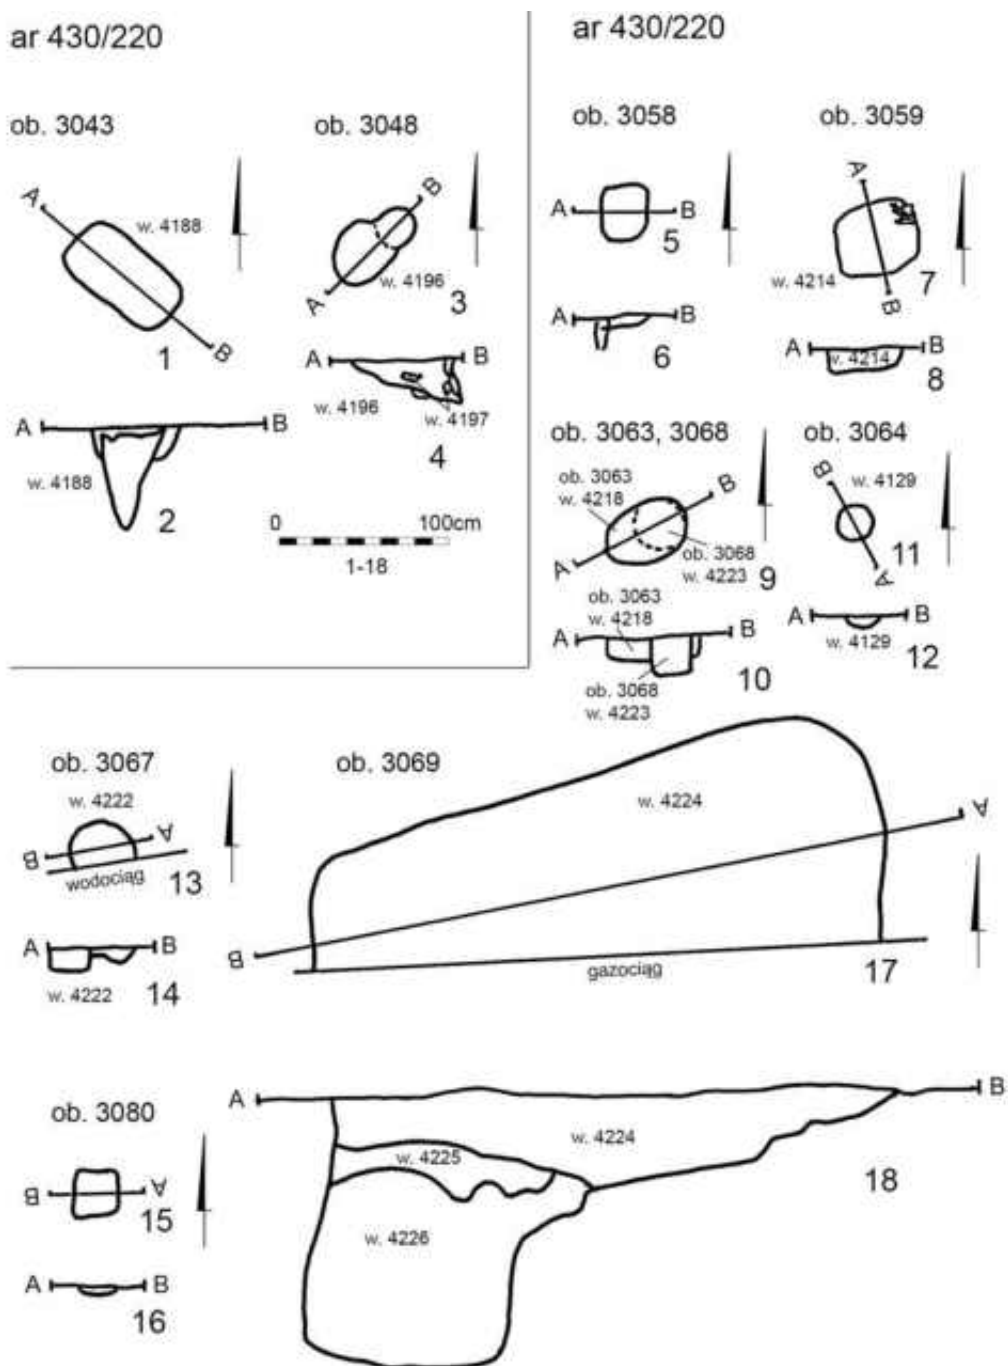 ar 430/220
ob. 3043
w. 4188
A
B
1
A
B
w. 4188
2
ob. 3048
B
A
w. 4196
3
A
B
w. 4196
w. 4197
4
0 100cm
1-18
ar 430/220
ob. 3058
A
B
5
A
B
6
ob. 3059
A
w. 4214
B
7
A
B
w. 4214
8
ob. 3063, 3068
ob. 3063
w. 4218
B
A
ob. 3068
w. 4223
9
ob. 3063
w. 4218
A
B
ob. 3068
w. 4223
10
ob. 3064
B
w. 4129
A
11
A
B
w. 4129
12
ob. 3067
w. 4222
B
A
wodociąg
13
A
B
w. 4222
14
ob. 3069
w. 4224
A
B
gazociąg
17
ob. 3080
B
A
15
A
B
16
A
B
w. 4224
w. 4225
w. 4226
18